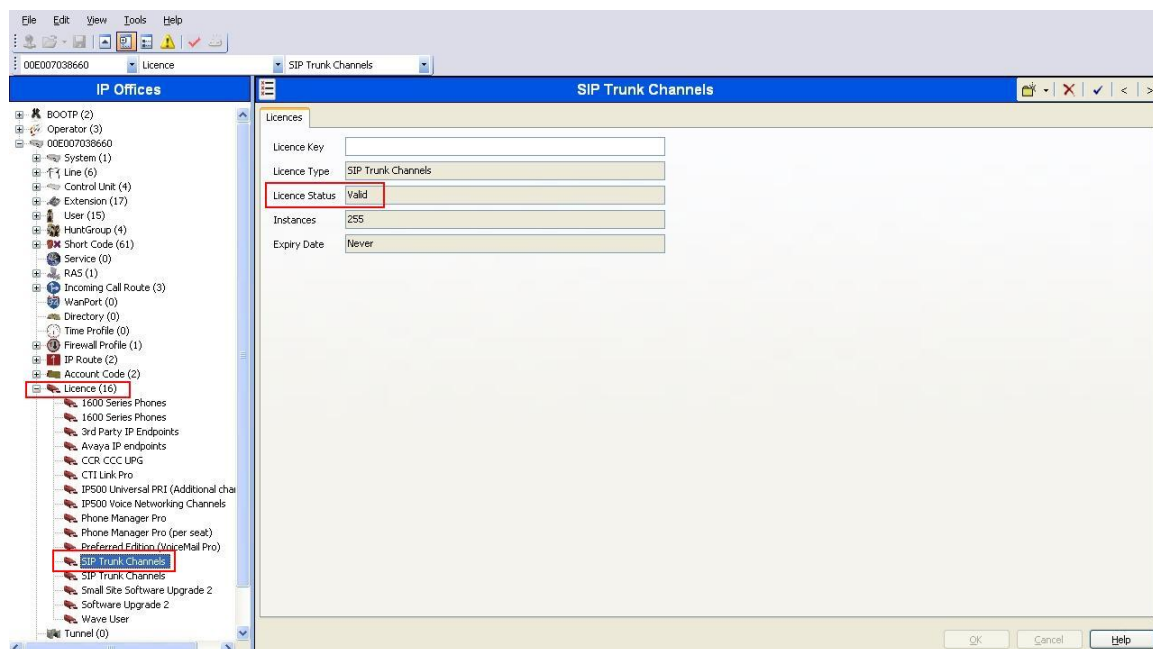 File Edit View Tools Help
00E007038660 Licence SIP Trunk Channels
IP Offices
BOOTP (2)
Operator (3)
00E007038660
System (1)
Line (6)
Control Unit (4)
Extension (17)
User (15)
HuntGroup (4)
Short Code (61)
Service (0)
RAS (1)
Incoming Call Route (3)
WanPort (0)
Directory (0)
Time Profile (0)
Firewall Profile (1)
IP Route (2)
Account Code (2)
Licence (16)
1600 Series Phones
1600 Series Phones
3rd Party IP Endpoints
Avaya IP endpoints
CCR CCC UPG
CTI Link Pro
IP500 Universal PRI (Additional chan
IP500 Voice Networking Channels
Phone Manager Pro
Phone Manager Pro (per seat)
Preferred Edition (VoiceMail Pro)
SIP Trunk Channels
SIP Trunk Channels
Small Site Software Upgrade 2
Software Upgrade 2
Wave User
Tunnel (0)
SIP Trunk Channels
Licences
Licence Key
Licence Type SIP Trunk Channels
Licence Status Valid
Instances 255
Expiry Date Never
OK Cancel Help